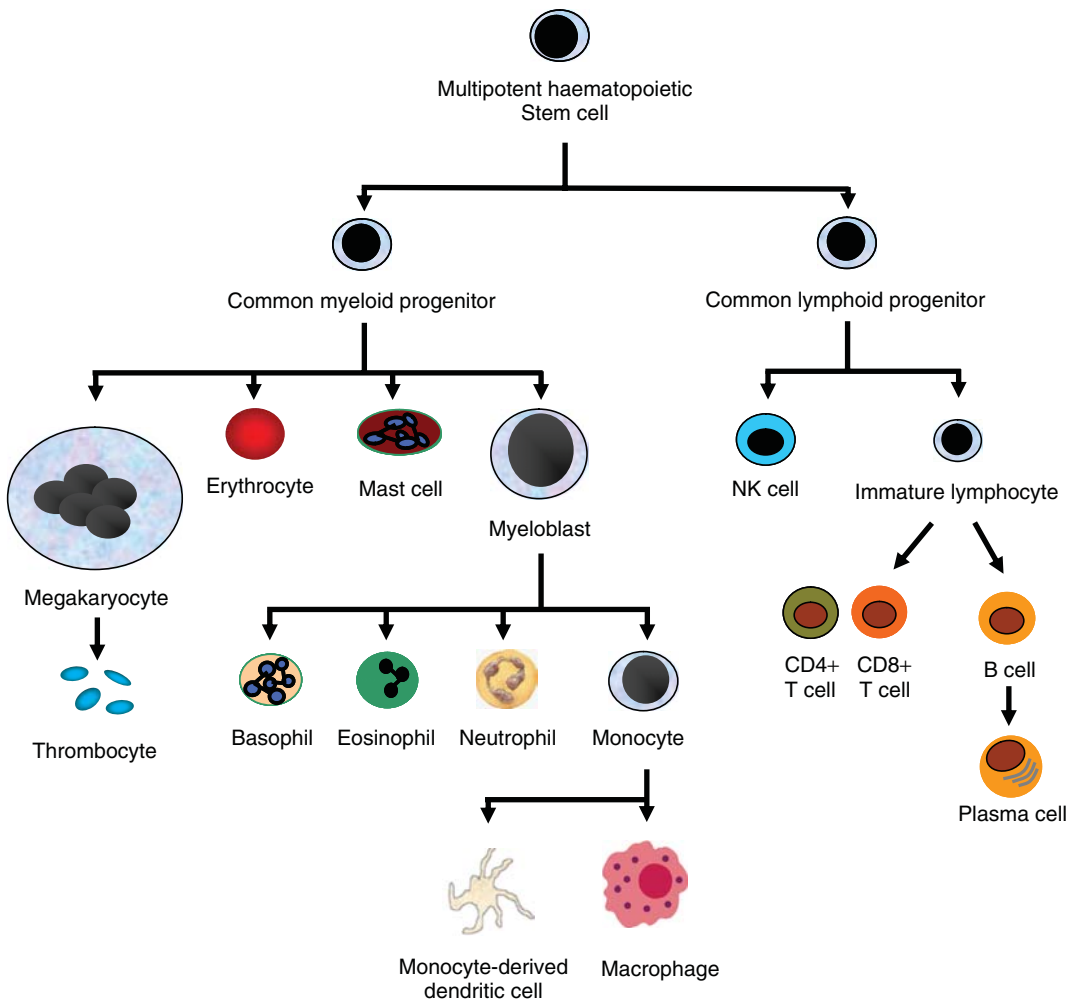 Multipotent haematopoietic
Stem cell
Common myeloid progenitor
Common lymphoid progenitor
Erythrocyte
Mast cell
NK cell
Immature lymphocyte
Myeloblast
Megakaryocyte
CD4+
T cell
CD8+
T cell
B cell
Basophil
Eosinophil
Neutrophil
Monocyte
Thrombocyte
Plasma cell
Monocyte-derived
dendritic cell
Macrophage